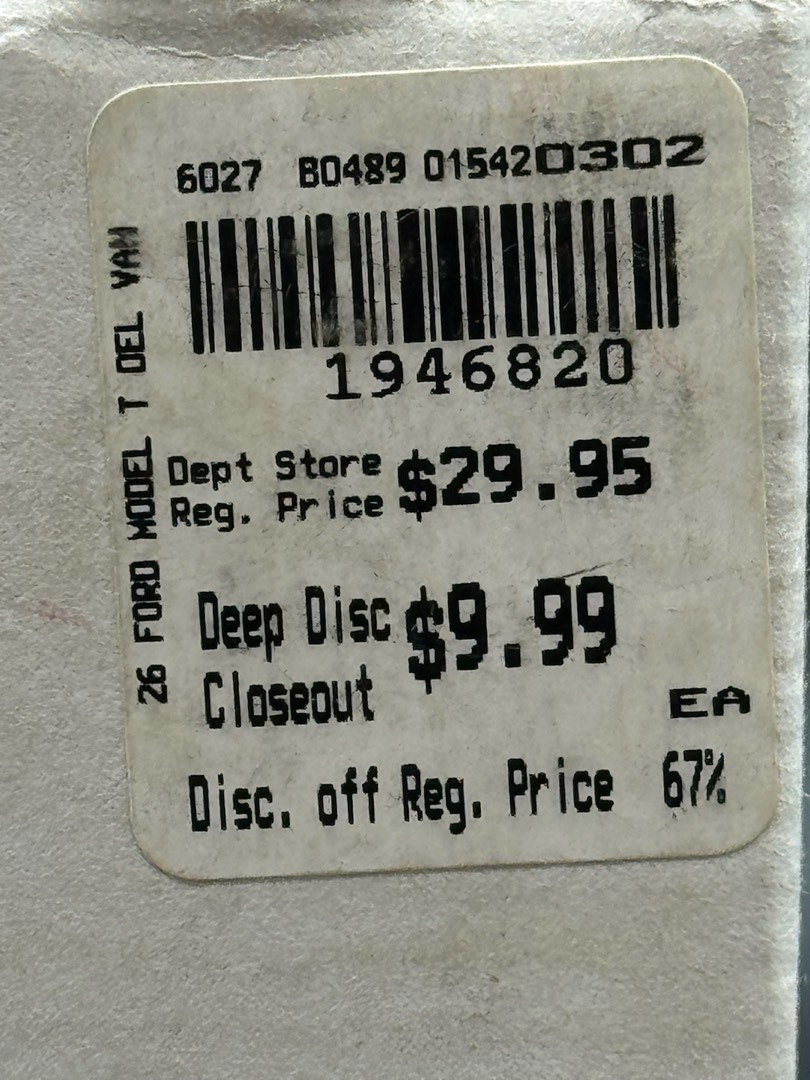 6027 B0489 015420302
1946820
26 FORD MODEL T DEL VAN
Dept Store
Reg. Price $29.95
Deep Disc
Closeout $9.99
EA
Disc. off Reg. Price 67%